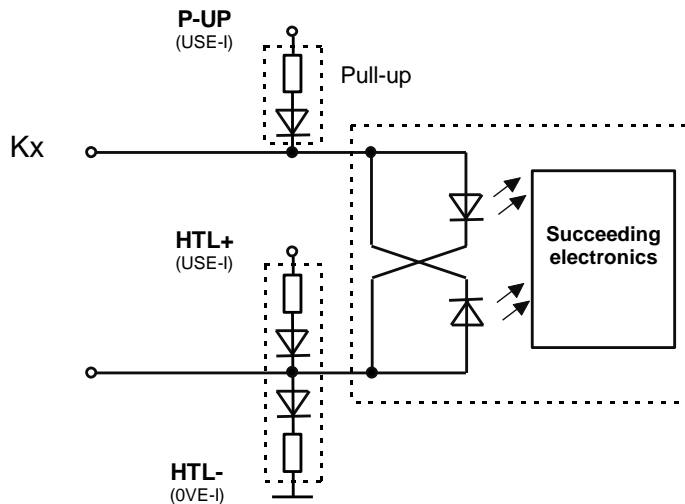 P-UP
(USE-I)
Pull-up
Kx
HTL+
(USE-I)
Succeeding
electronics
HTL-
(0VE-I)